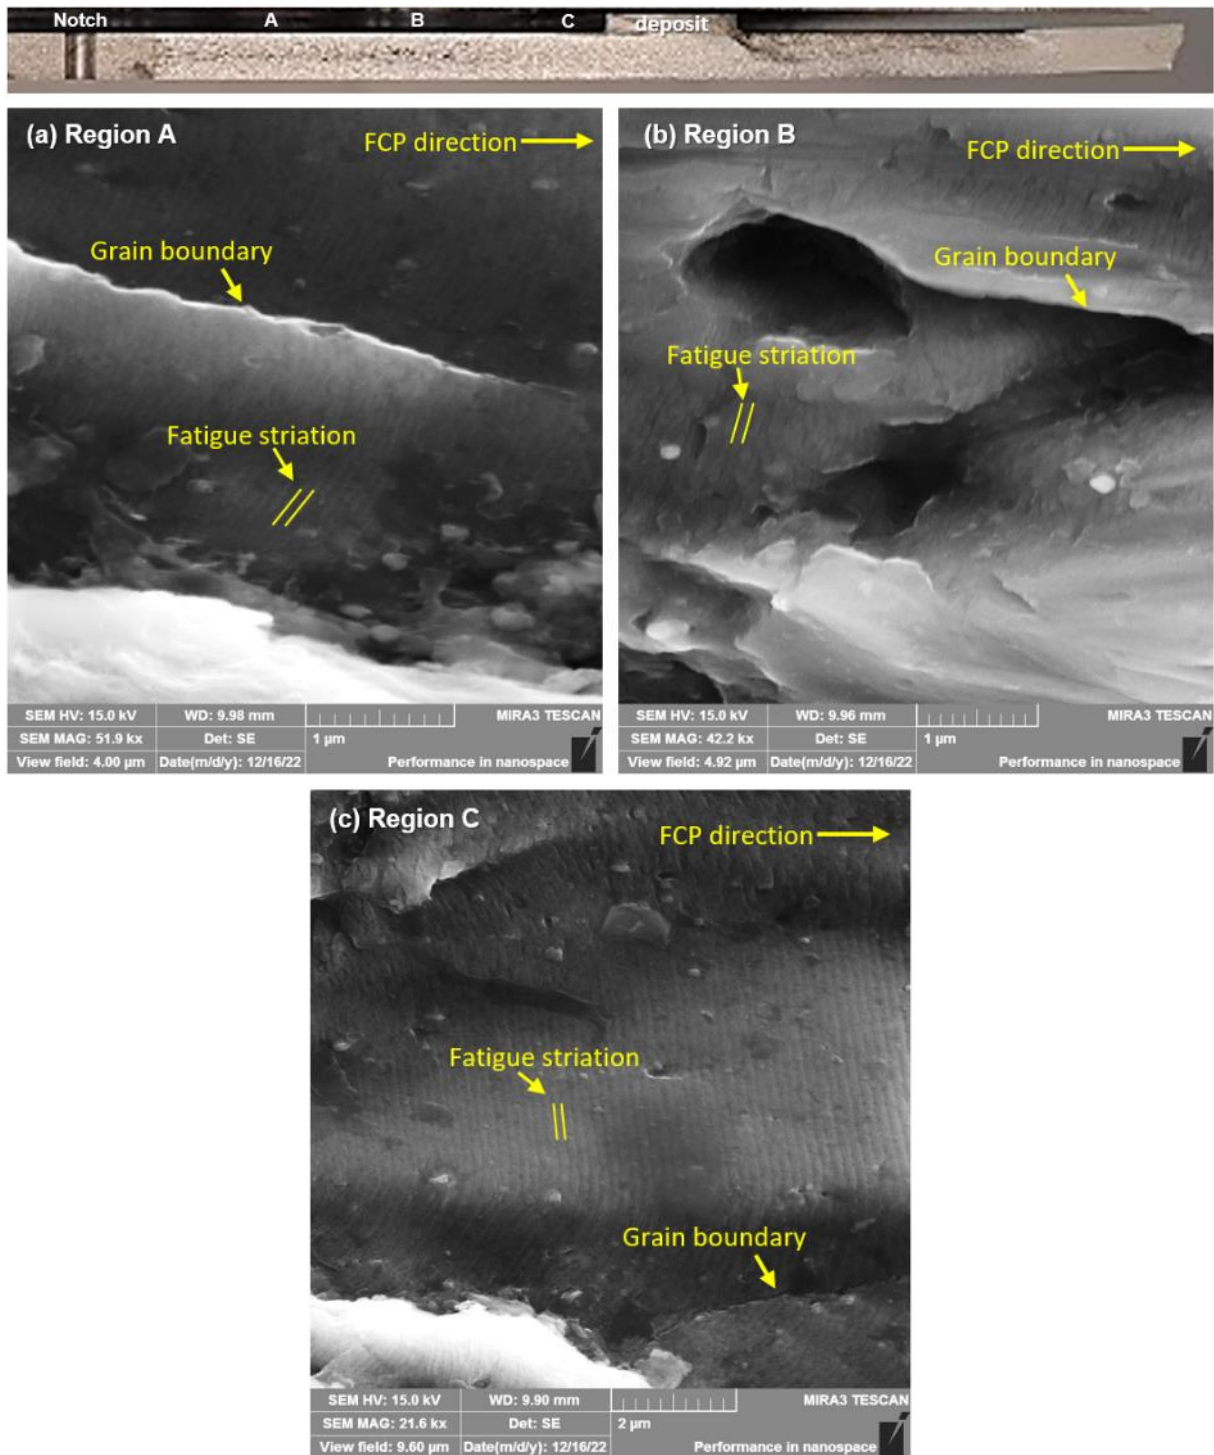 Notch A B C deposit
(a) Region A
FCP direction
Grain boundary
Fatigue striation
SEM HV: 15.0 kV WD: 9.98 mm MIRA3 TESCAN
SEM MAG: 51.9 kx Det: SE 1 µm
View field: 4.00 µm Date(m/d/y): 12/16/22 Performance in nanospace
(b) Region B
FCP direction
Grain boundary
Fatigue striation
SEM HV: 15.0 kV WD: 9.96 mm MIRA3 TESCAN
SEM MAG: 42.2 kx Det: SE 1 µm
View field: 4.92 µm Date(m/d/y): 12/16/22 Performance in nanospace
(c) Region C
FCP direction
Fatigue striation
Grain boundary
SEM HV: 15.0 kV WD: 9.90 mm MIRA3 TESCAN
SEM MAG: 21.6 kx Det: SE 2 µm
View field: 9.60 µm Date(m/d/y): 12/16/22 Performance in nanospace